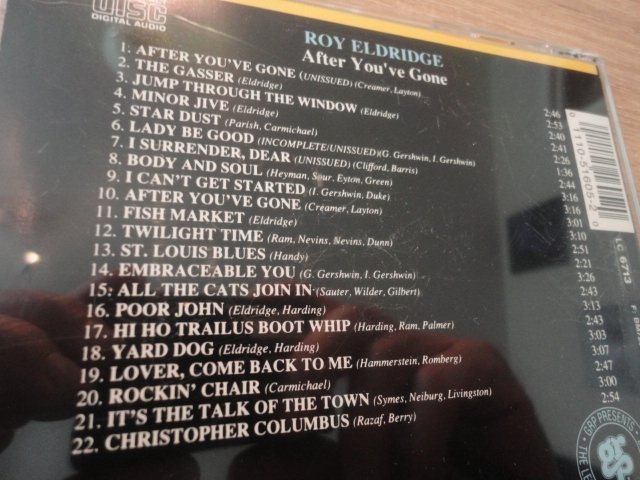 DISC
DIGITAL AUDIO
ROY ELDRIDGE
After You've Gone
1. AFTER YOU'VE GONE (UNISSUED) (Creamer, Layton) 2:46
2. THE GASSER (Eldridge) 2:53
3. JUMP THROUGH THE WINDOW (Eldridge) 2:40
4. MINOR JIVE (Eldridge) 2:41
5. STAR DUST (Parish, Carmichael) 2:26
6. LADY BE GOOD (INCOMPLETE/UNISSUED)(G. Gershwin, I. Gershwin) 1:36
7. I SURRENDER, DEAR (UNISSUED) (Clifford, Barris) 2:44
8. BODY AND SOUL (Heyman, Sour, Eyton, Green) 3:16
9. I CAN'T GET STARTED (I. Gershwin, Duke) 3:16
10. AFTER YOU'VE GONE (Creamer, Layton) 3:01
11. FISH MARKET (Eldridge) 3:10
12. TWILIGHT TIME (Ram, Nevins, Nevins, Dunn) 2:51
13. ST. LOUIS BLUES (Handy) 2:21
14. EMBRACEABLE YOU (G. Gershwin, I. Gershwin) 3:26
15. ALL THE CATS JOIN IN (Sauter, Wilder, Gilbert) 2:43
16. POOR JOHN (Eldridge, Harding) 3:13
17. HI HO TRAILUS BOOT WHIP (Harding, Ram, Palmer) 2:43
18. YARD DOG (Eldridge, Harding) 3:03
19. LOVER, COME BACK TO ME (Hammerstein, Romberg) 3:07
20. ROCKIN' CHAIR (Carmichael) 2:47
21. IT'S THE TALK OF THE TOWN (Symes, Neiburg, Livingston) 3:00
22. CHRISTOPHER COLUMBUS (Razaf, Berry) 2:54
0 11110-51605-2 0
LC 6713
GRP PRESENTS
grp